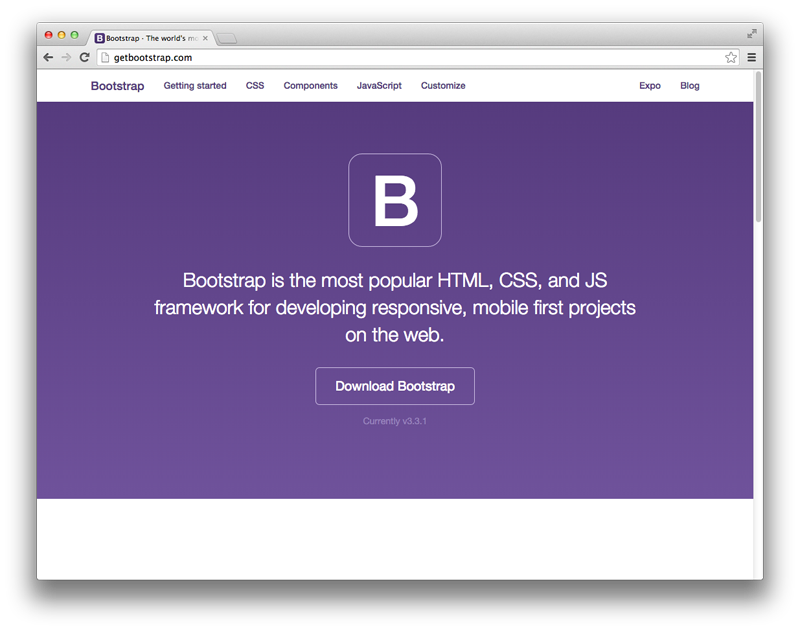 Bootstrap · The world's mo
getbootstrap.com
Bootstrap Getting started CSS Components JavaScript Customize Expo Blog
B
Bootstrap is the most popular HTML, CSS, and JS
framework for developing responsive, mobile first projects
on the web.
Download Bootstrap
Currently v3.3.1